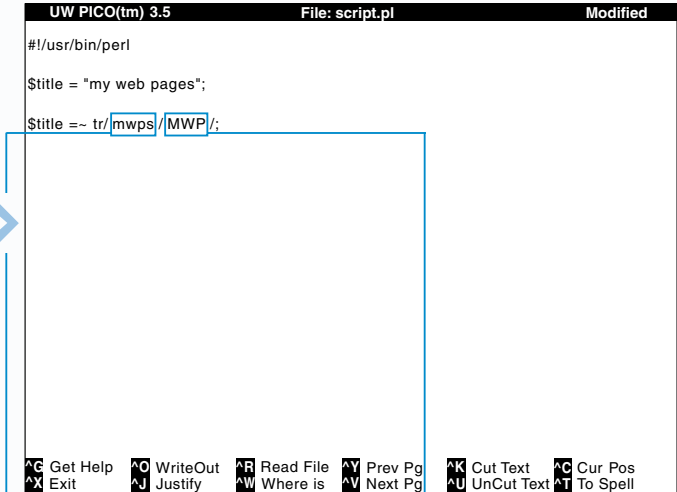 UW PICO(tm) 3.5 File: script.pl Modified
#!/usr/bin/perl
$title = "my web pages";
$title =~ tr/mwps/MWP/;
^G Get Help ^O WriteOut ^R Read File ^Y Prev Pg ^K Cut Text ^C Cur Pos
^X Exit ^J Justify ^W Where is ^V Next Pg ^U UnCut Text ^T To Spell